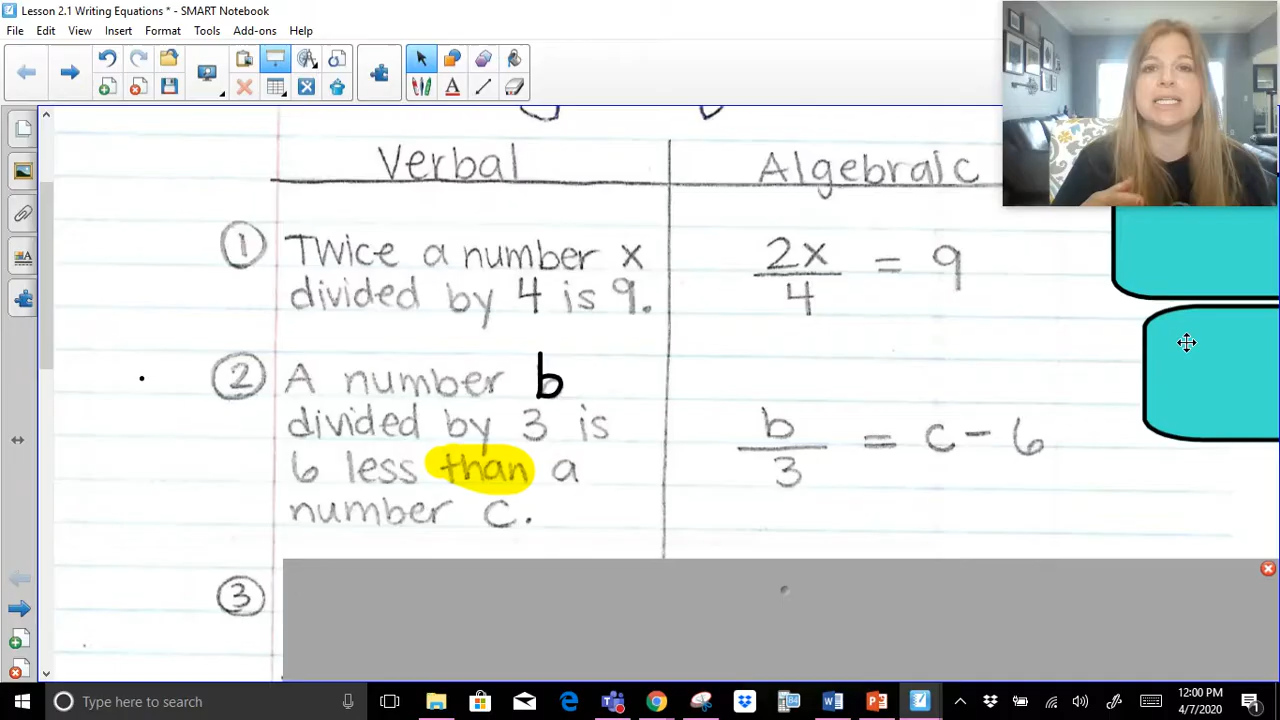 Lesson 2.1 Writing Equations * - SMART Notebook
File View Insert Format Tools Add-ons Help
Verbal Algebraic
① Twice a number x
divided by 4 is 9.
2x/4 = 9
② A number b
divided by 3 is
6 less than a
number c.
b/3 = c - 6
③
Type here to search
12:00 PM
4/7/2020
1